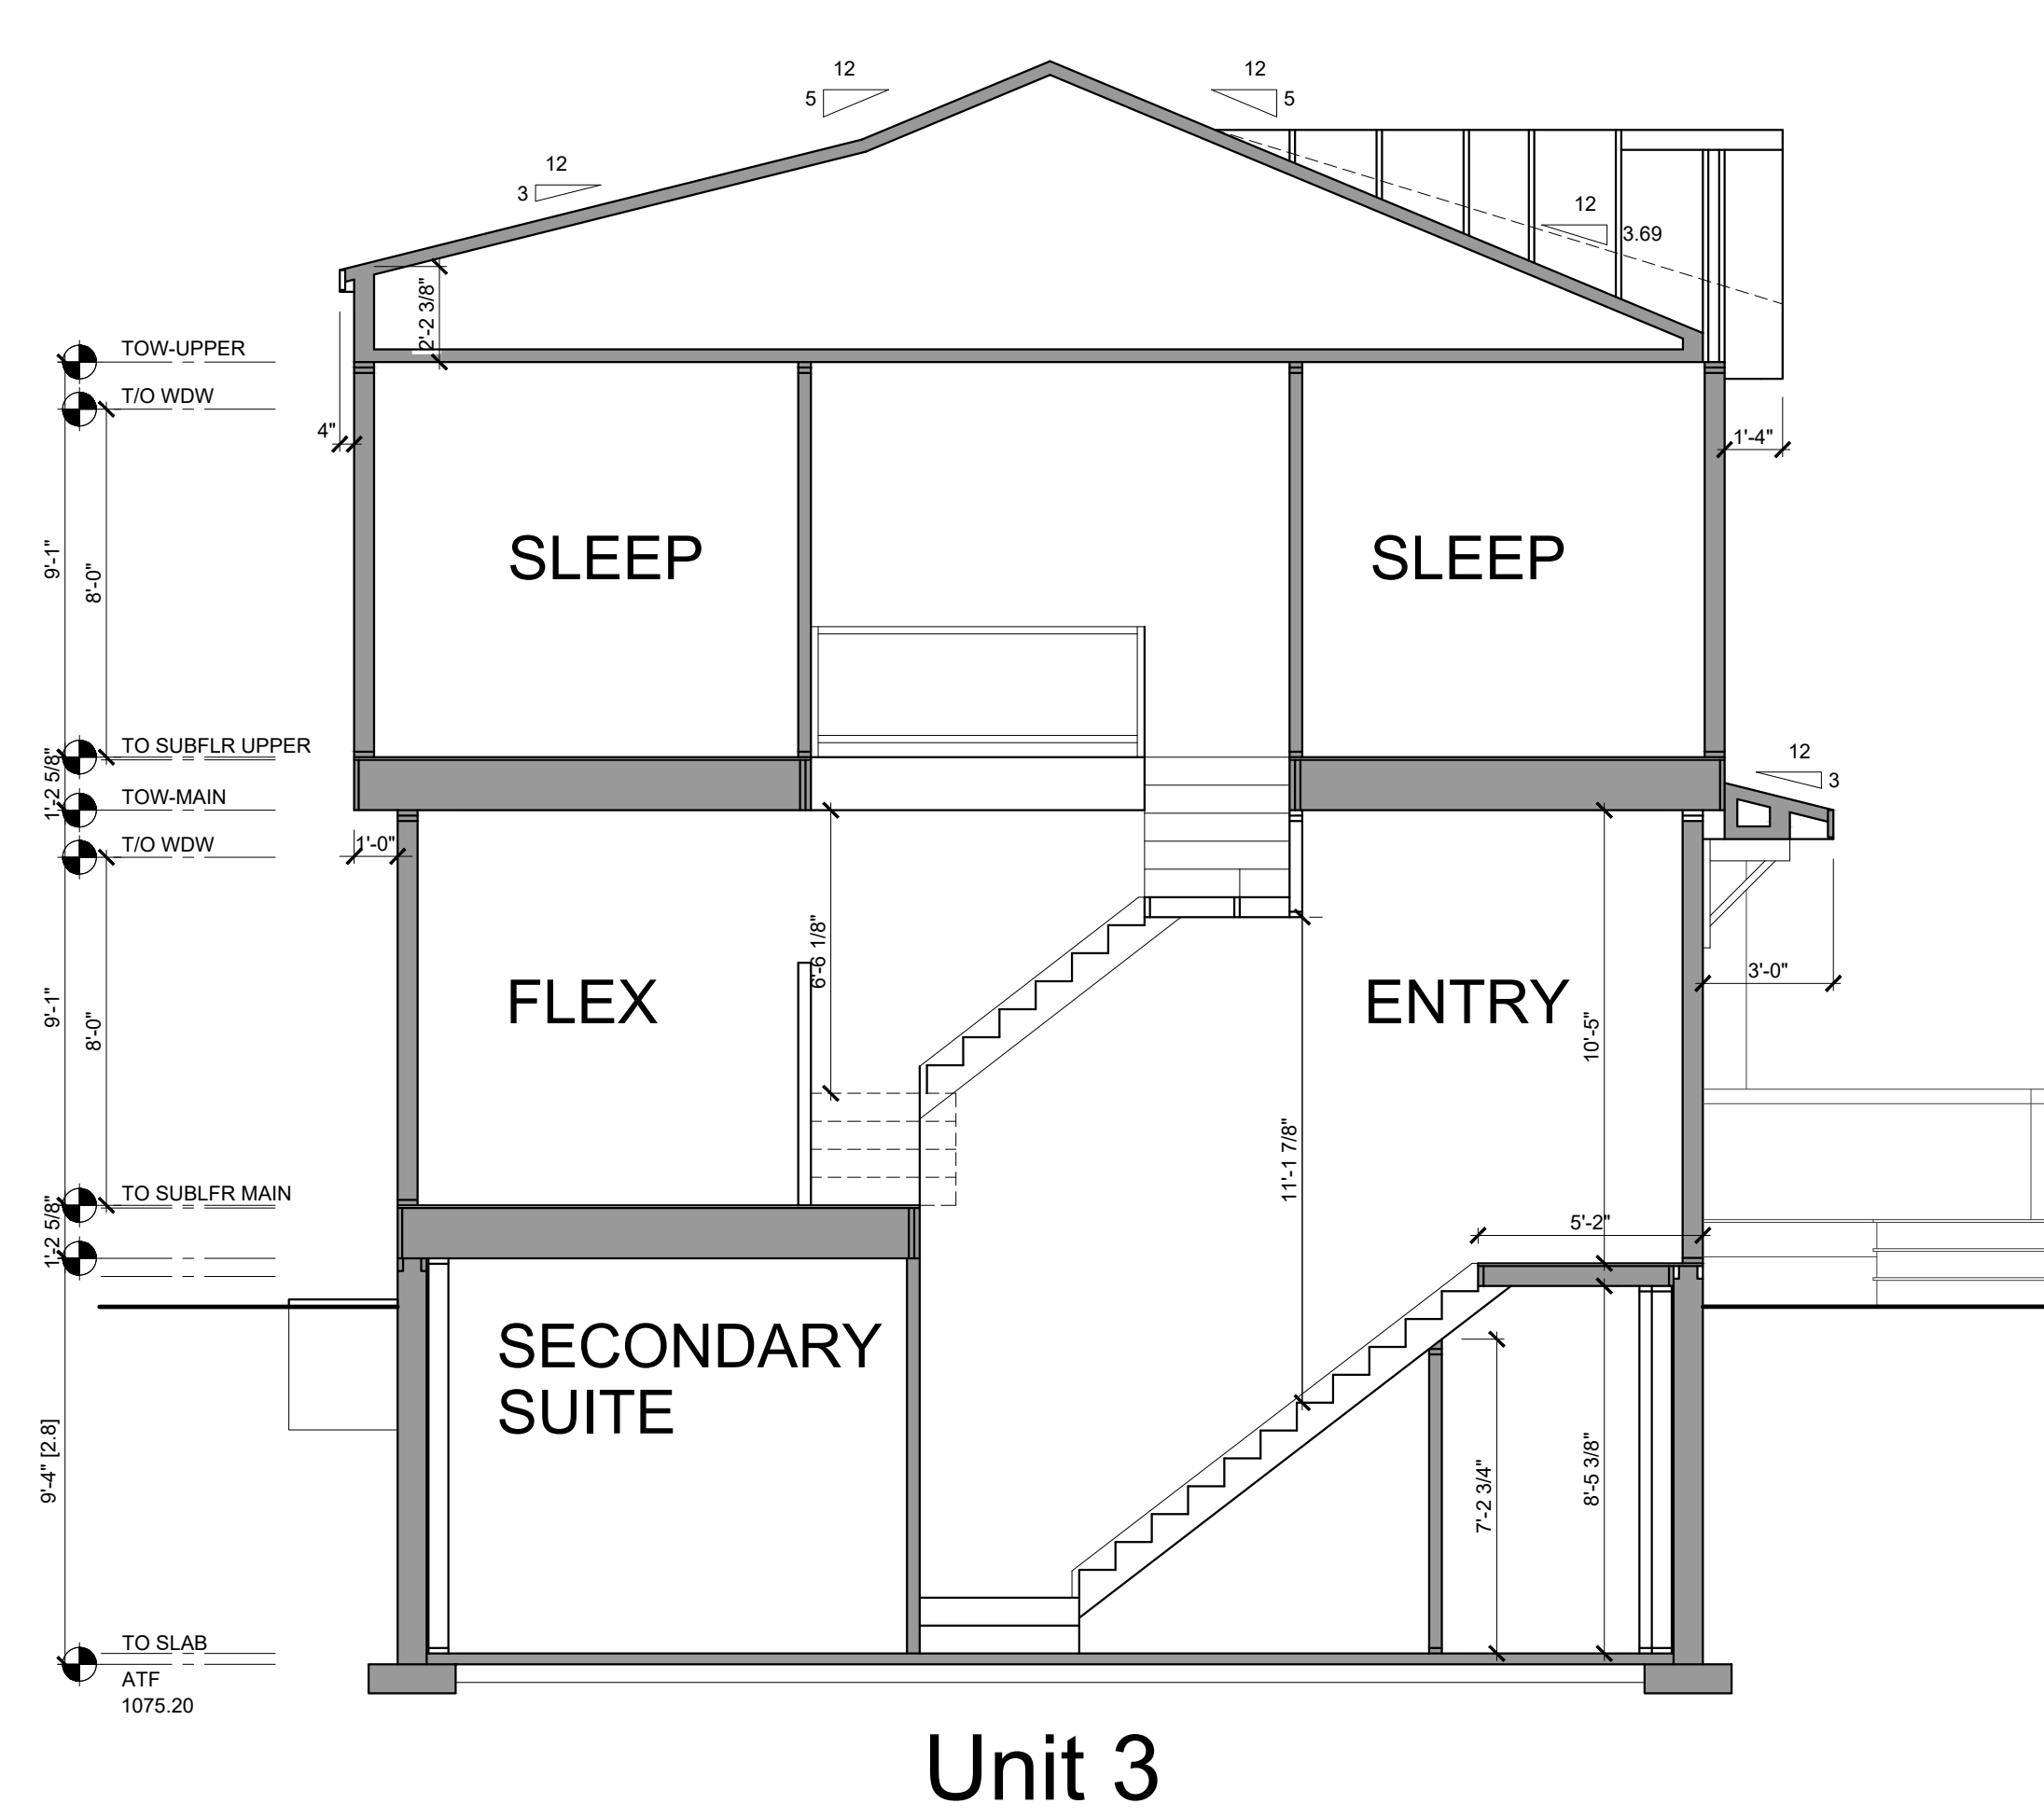 12
5
12
5
12
3
12
3.69
2'-2 3/8"
TOW-UPPER
T/O WDW
4"
1'-4"
9'-1"
8'-0"
SLEEP
SLEEP
TO SUBFLR UPPER
1'-2 5/8"
TOW-MAIN
12
3
T/O WDW
1'-0"
6'-6 1/8"
3'-0"
9'-1"
8'-0"
FLEX
ENTRY
10'-5"
11'-1 7/8"
TO SUBLFR MAIN
1'-2 5/8"
5'-2"
SECONDARY
SUITE
9'-4" [2.8]
7'-2 3/4"
8'-5 3/8"
TO SLAB
ATF
1075.20
Unit 3